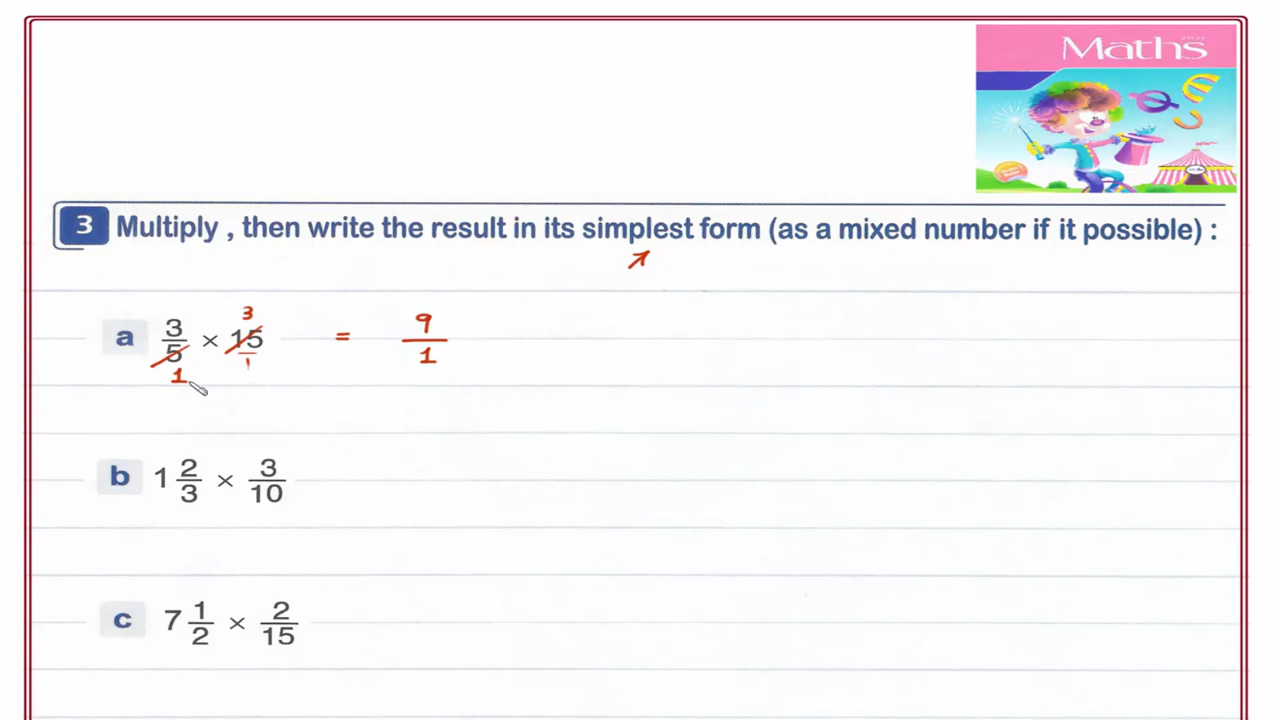 Maths
3 Multiply , then write the result in its simplest form (as a mixed number if it possible) :
a 3/5 × 15 3/1 = 9/1
1
b 1 2/3 × 3/10
c 7 1/2 × 2/15